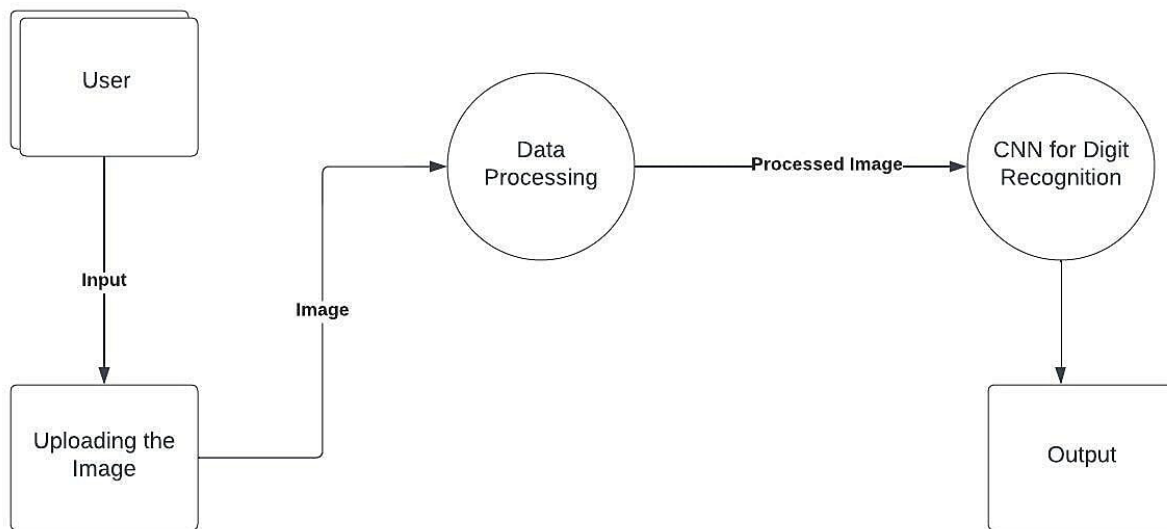 User
Input
Uploading the
Image
Image
Data
Processing
Processed Image
CNN for Digit
Recognition
Output